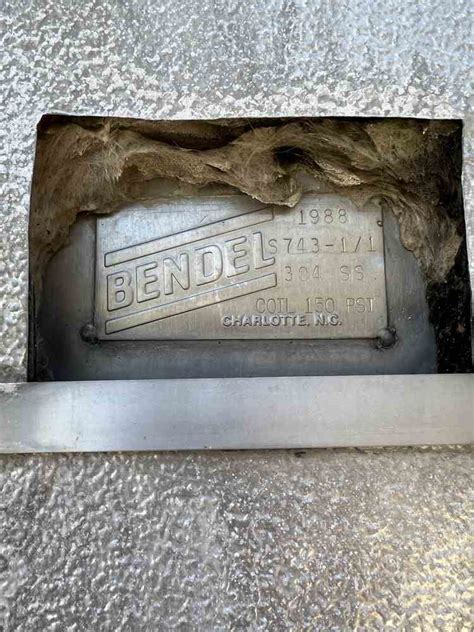 1988
BENDEL S743-1/1
304 SS
COIL 150 PSI
CHARLOTTE, N.C.